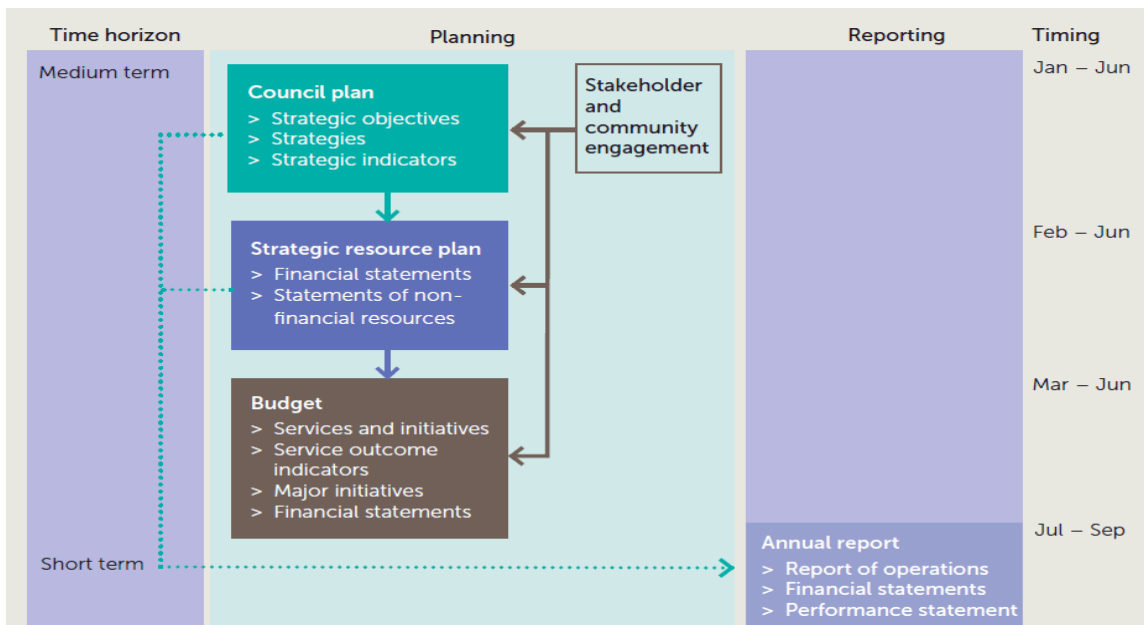 Time horizon
Planning
Reporting
Timing
Medium term
Jan – Jun
Council plan
> Strategic objectives
> Strategies
> Strategic indicators
Stakeholder
and
community
engagement
Feb – Jun
Strategic resource plan
> Financial statements
> Statements of non-
financial resources
Mar – Jun
Budget
> Services and initiatives
> Service outcome
indicators
> Major initiatives
> Financial statements
Jul – Sep
Short term
Annual report
> Report of operations
> Financial statements
> Performance statement